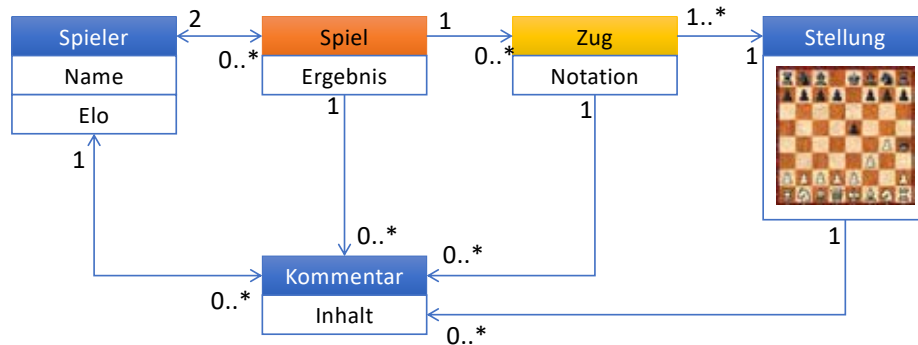 Spieler
Name
Elo
2
0..*
Spiel
Ergebnis
1
1
0..*
Zug
Notation
1
1..*
1
Stellung
1
1
0..*
0..*
0..*
Kommentar
Inhalt
0..*